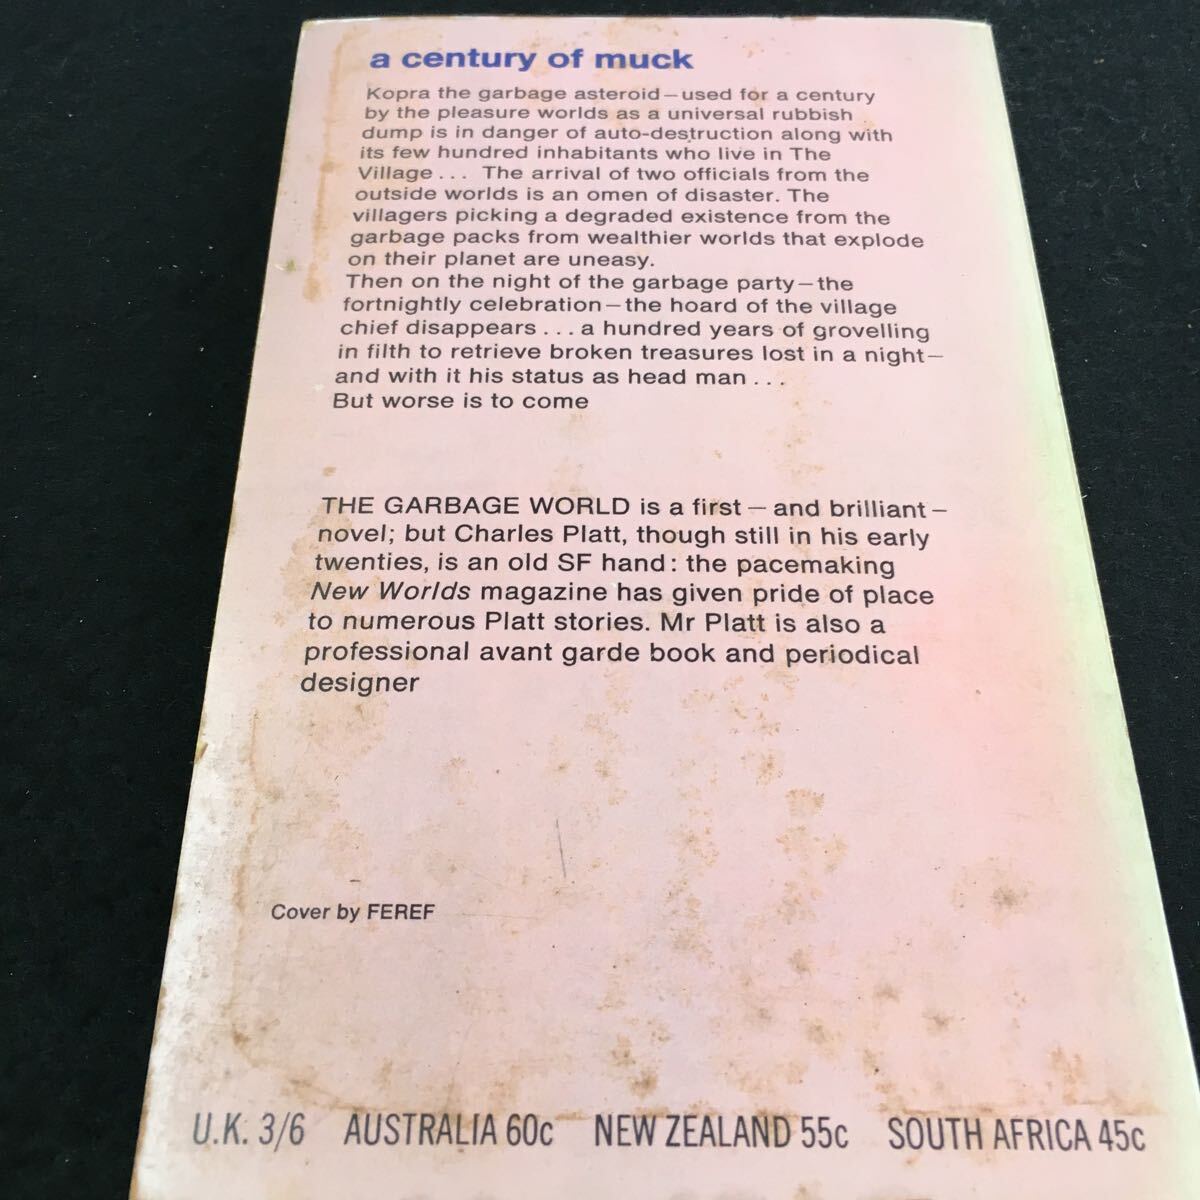 a century of muck
Kopra the garbage asteroid—used for a century
by the pleasure worlds as a universal rubbish
dump is in danger of auto-destruction along with
its few hundred inhabitants who live in The
Village... The arrival of two officials from the
outside worlds is an omen of disaster. The
villagers picking a degraded existence from the
garbage packs from wealthier worlds that explode
on their planet are uneasy.
Then on the night of the garbage party—the
fortnightly celebration—the hoard of the village
chief disappears...a hundred years of grovelling
in filth to retrieve broken treasures lost in a night—
and with it his status as head man...
But worse is to come
THE GARBAGE WORLD is a first — and brilliant —
novel; but Charles Platt, though still in his early
twenties, is an old SF hand: the pacemaking
New Worlds magazine has given pride of place
to numerous Platt stories. Mr Platt is also a
professional avant garde book and periodical
designer
Cover by FEREF
U.K. 3/6 AUSTRALIA 60c NEW ZEALAND 55c SOUTH AFRICA 45c